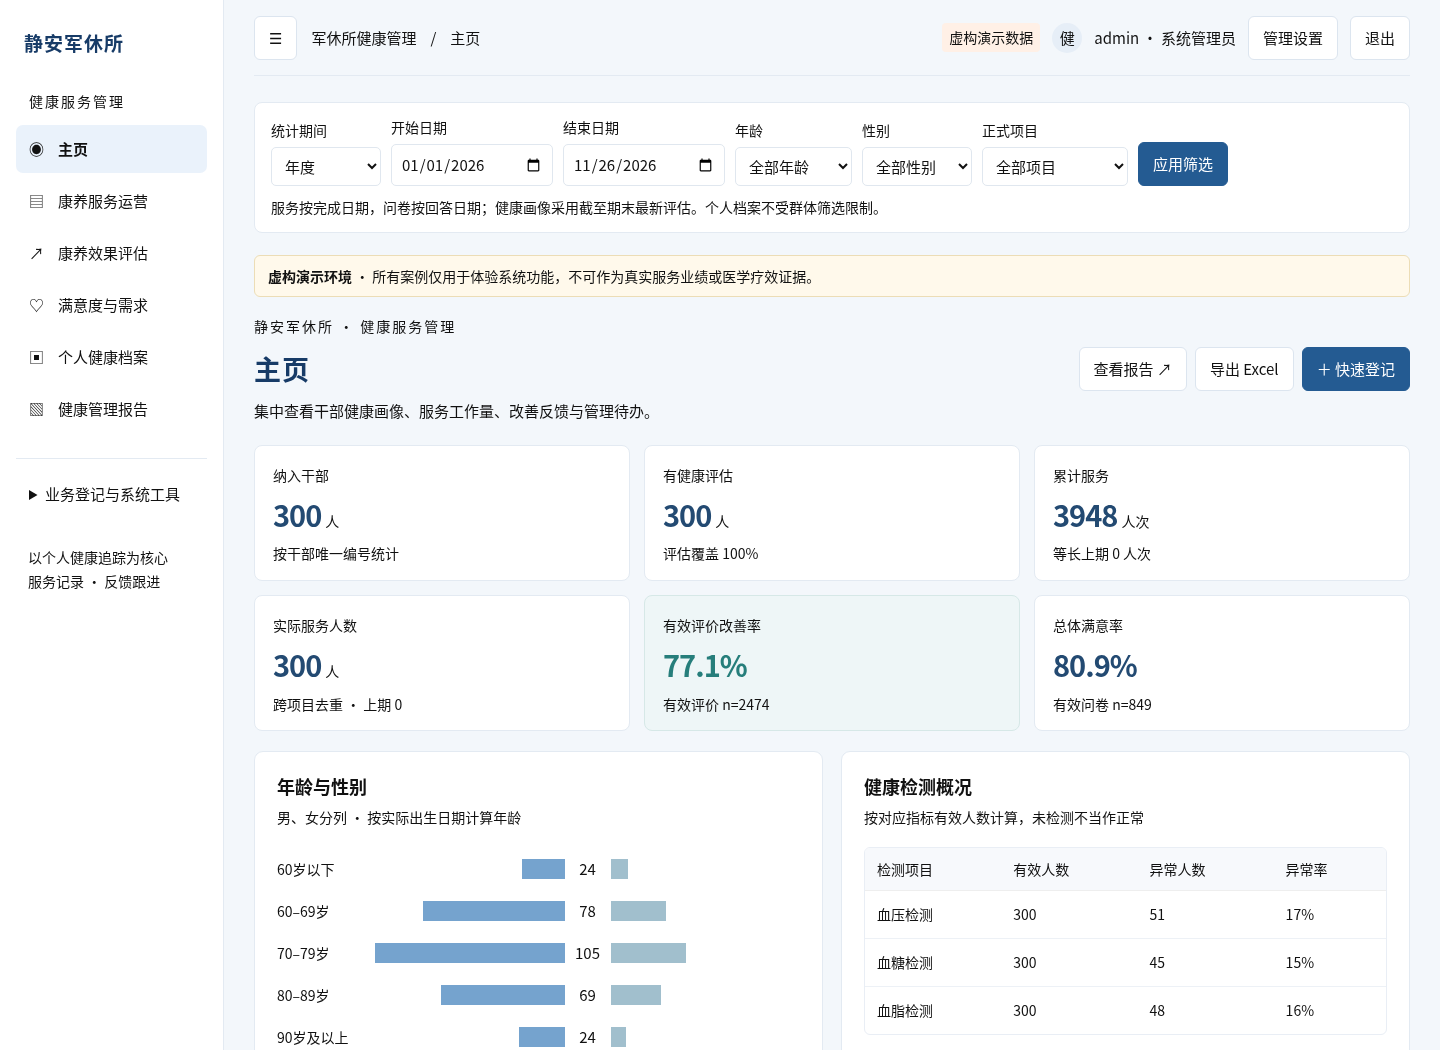 静安军休所
健康服务管理
主页
康养服务运营
康养效果评估
满意度与需求
个人健康档案
健康管理报告
业务登记与系统工具
以个人健康追踪为核心
服务记录 · 反馈跟进
军休所健康管理 / 主页
虚构演示数据 健 admin · 系统管理员 管理设置 退出
统计期间 开始日期 结束日期 年龄 性别 正式项目
年度 01/01/2026 11/26/2026 全部年龄 全部性别 全部项目 应用筛选
服务按完成日期，问卷按回答日期；健康画像采用截至期末最新评估。个人档案不受群体筛选限制。
虚构演示环境 · 所有案例仅用于体验系统功能，不可作为真实服务业绩或医学疗效证据。
静安军休所 · 健康服务管理
主页
查看报告 ↗ 导出 Excel ＋ 快速登记
集中查看干部健康画像、服务工作量、改善反馈与管理待办。
纳入干部
300 人
按干部唯一编号统计
有健康评估
300 人
评估覆盖 100%
累计服务
3948 人次
等长上期 0 人次
实际服务人数
300 人
跨项目去重 · 上期 0
有效评价改善率
77.1%
有效评价 n=2474
总体满意率
80.9%
有效问卷 n=849
年龄与性别
男、女分列 · 按实际出生日期计算年龄
60岁以下 24
60–69岁 78
70–79岁 105
80–89岁 69
90岁及以上 24
健康检测概况
按对应指标有效人数计算，未检测不当作正常
检测项目 有效人数 异常人数 异常率
血压检测 300 51 17%
血糖检测 300 45 15%
血脂检测 300 48 16%